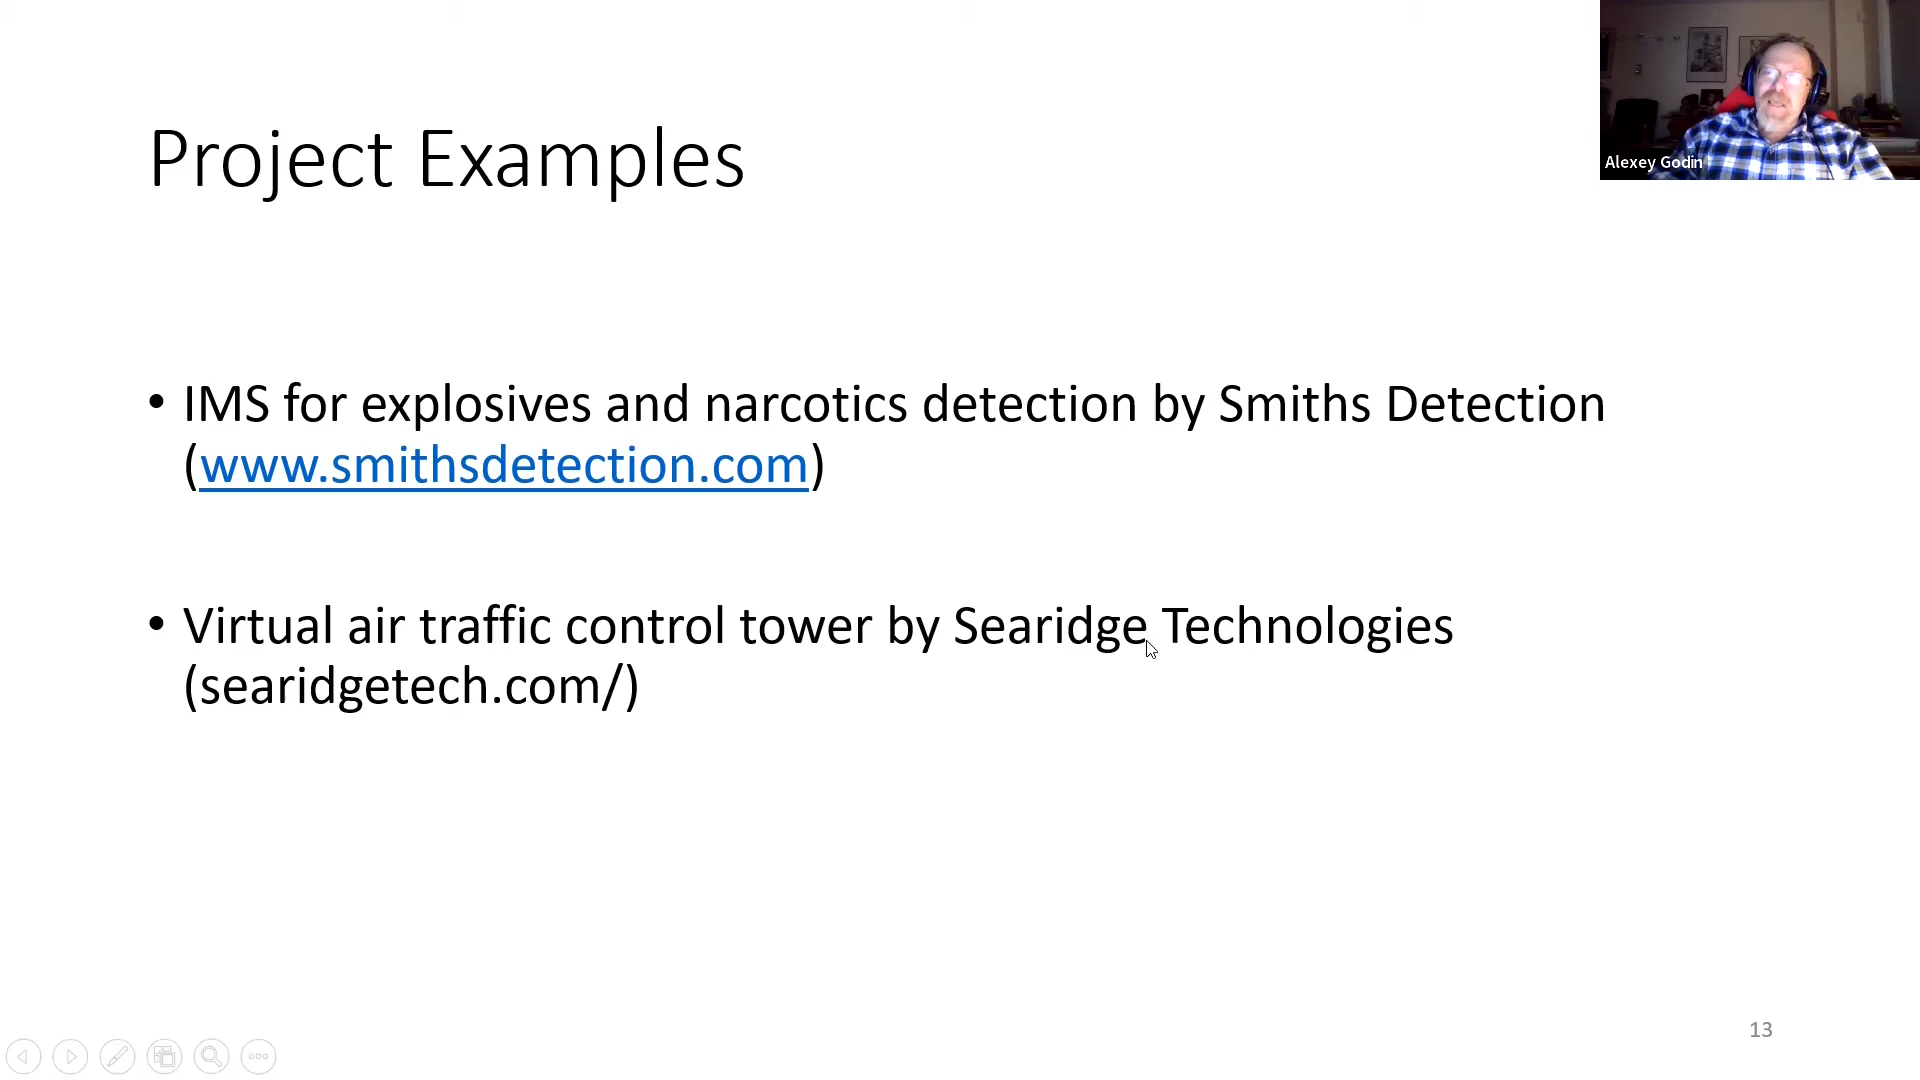 Project Examples
Alexey Godin
• IMS for explosives and narcotics detection by Smiths Detection
(www.smithsdetection.com)
• Virtual air traffic control tower by Searidge Technologies
(searidgetech.com/)
13